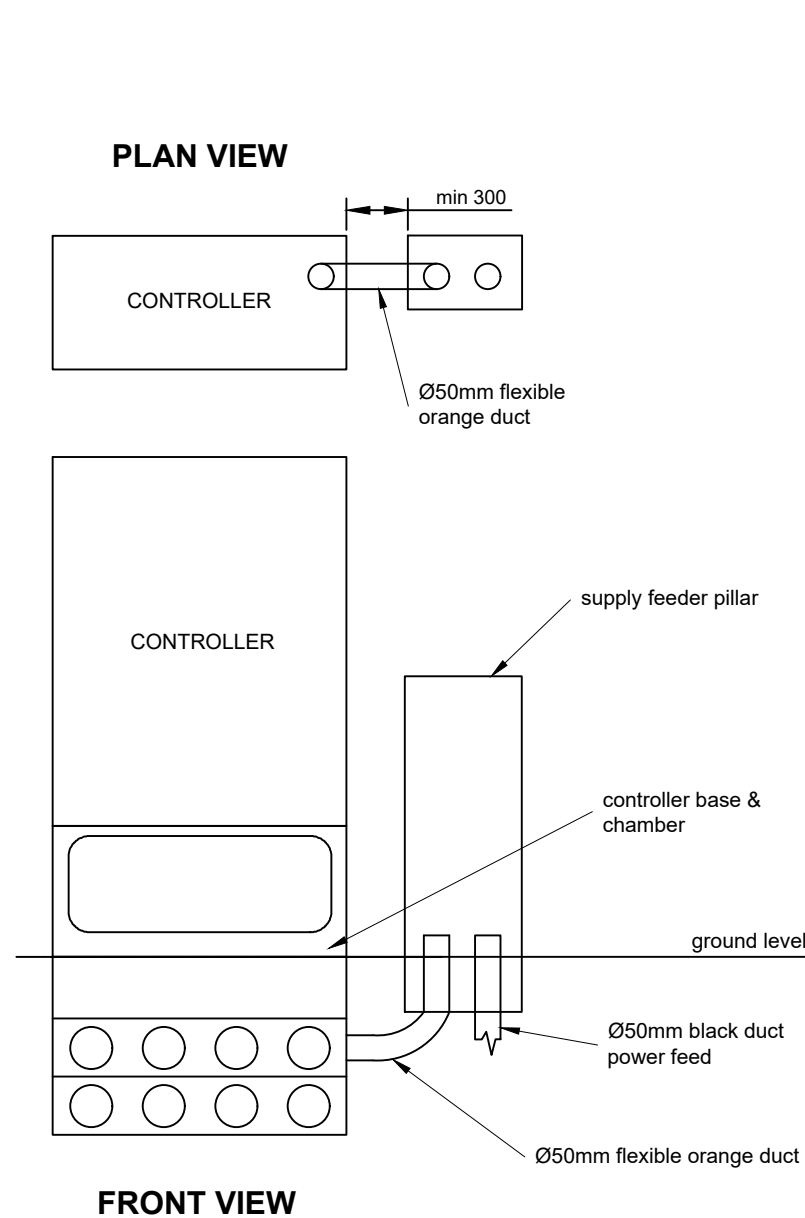 PLAN VIEW
min 300
CONTROLLER
Ø50mm flexible
orange duct
supply feeder pillar
CONTROLLER
controller base &
chamber
ground level
Ø50mm black duct
power feed
Ø50mm flexible orange duct
FRONT VIEW